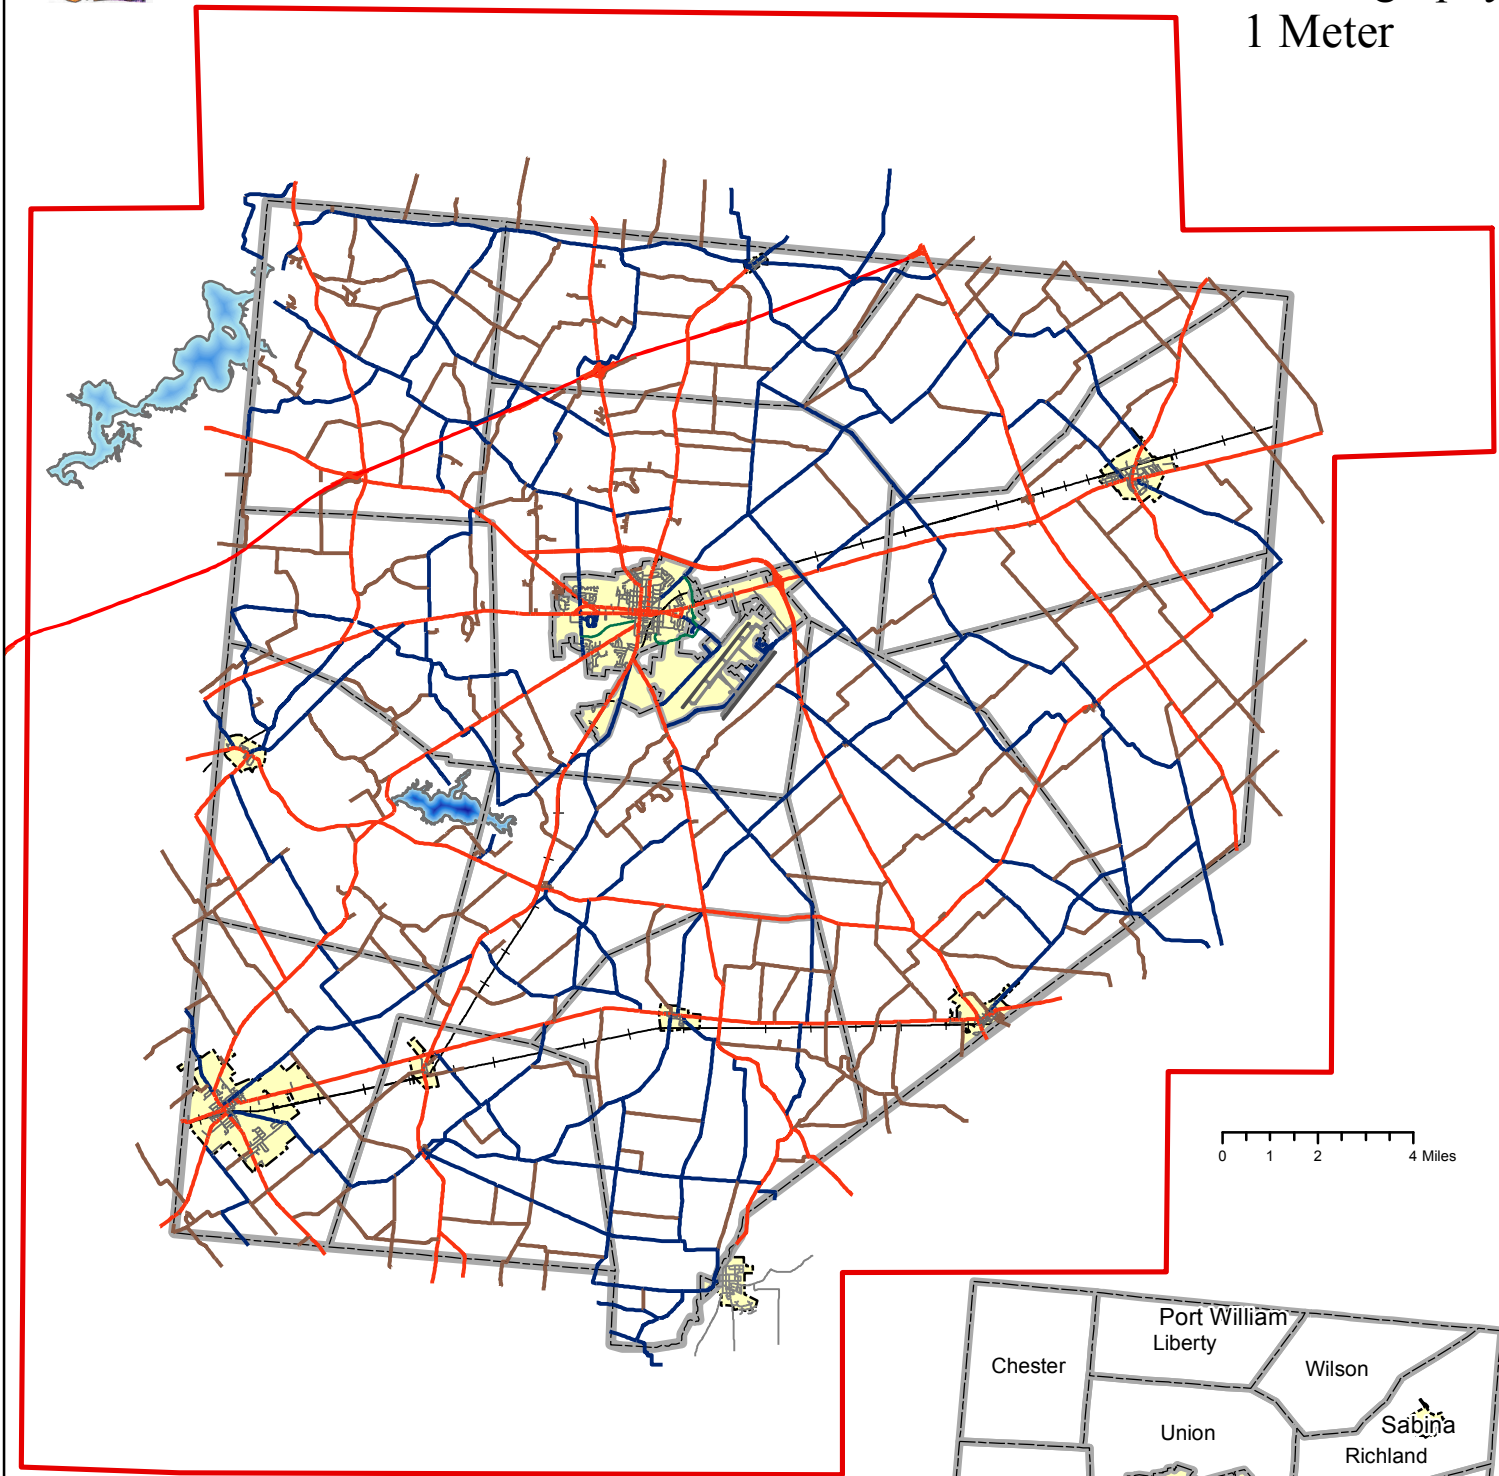 1 Meter
0 1 2 4 Miles
Port William
Liberty
Chester
Wilson
Union
Sabina
Richland